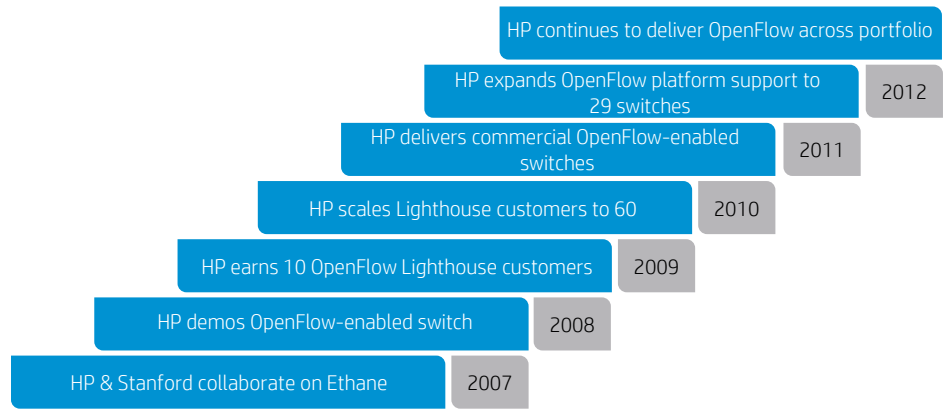 HP continues to deliver OpenFlow across portfolio
HP expands OpenFlow platform support to
29 switches
2012
HP delivers commercial OpenFlow-enabled
switches
2011
HP scales Lighthouse customers to 60
2010
HP earns 10 OpenFlow Lighthouse customers
2009
HP demos OpenFlow-enabled switch
2008
HP & Stanford collaborate on Ethane
2007